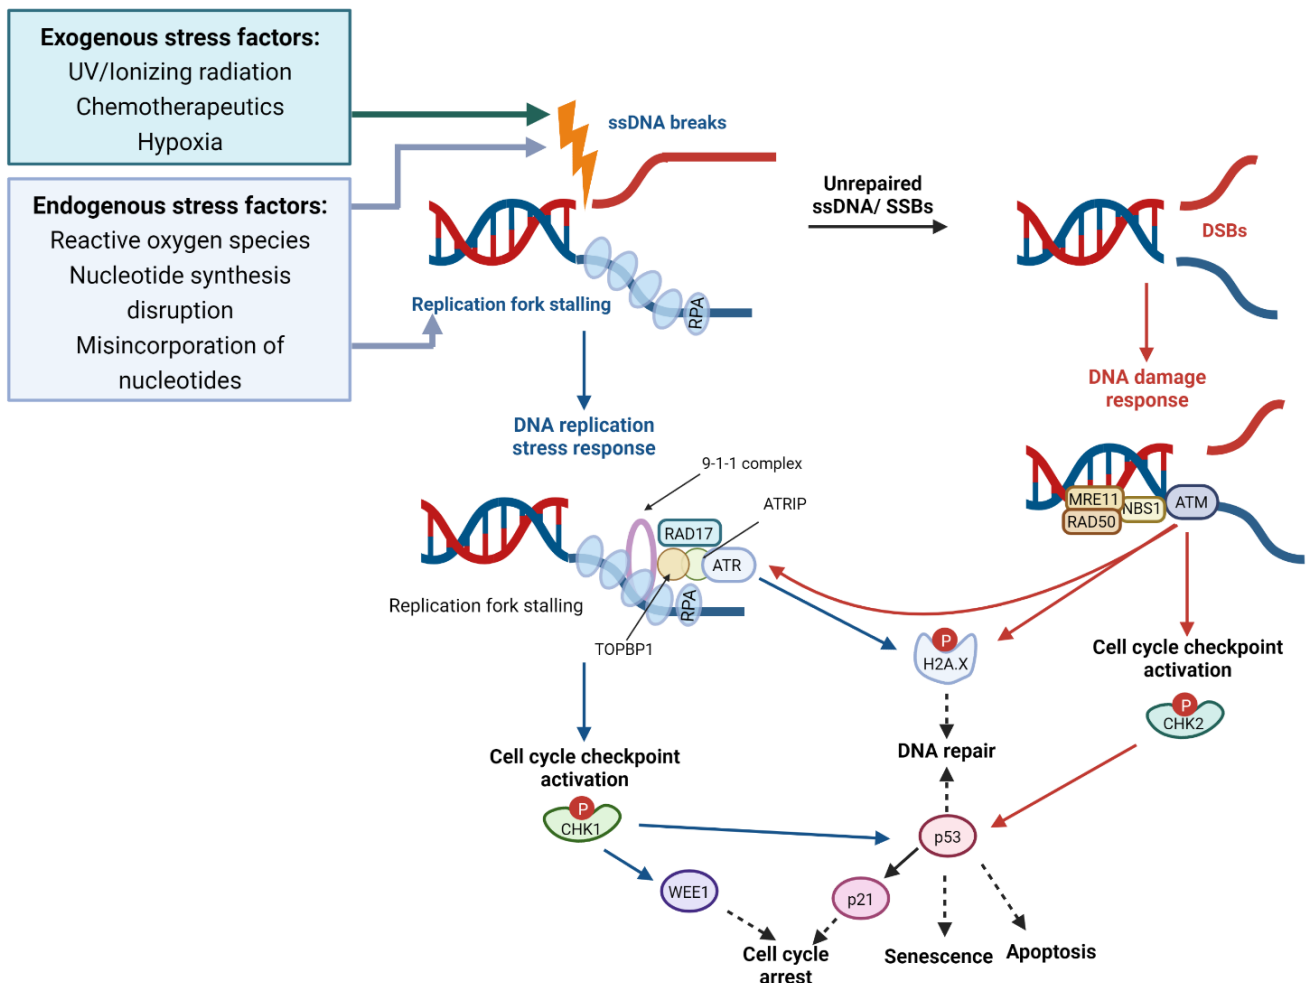 Exogenous stress factors:
UV/Ionizing radiation
Chemotherapeutics
Hypoxia
Endogenous stress factors:
Reactive oxygen species
Nucleotide synthesis
disruption
Misincorporation of
nucleotides
ssDNA breaks
Replication fork stalling
RPA
Unrepaired
ssDNA/ SSBs
DSBs
DNA replication
stress response
DNA damage
response
9-1-1 complex
ATRIP
RAD17
ATR
RPA
TOPBP1
Replication fork stalling
MRE11
RAD50
NBS1
ATM
P
H2A.X
Cell cycle checkpoint
activation
P
CHK2
DNA repair
Cell cycle checkpoint
activation
P
CHK1
p53
WEE1
p21
Cell cycle
arrest
Senescence
Apoptosis